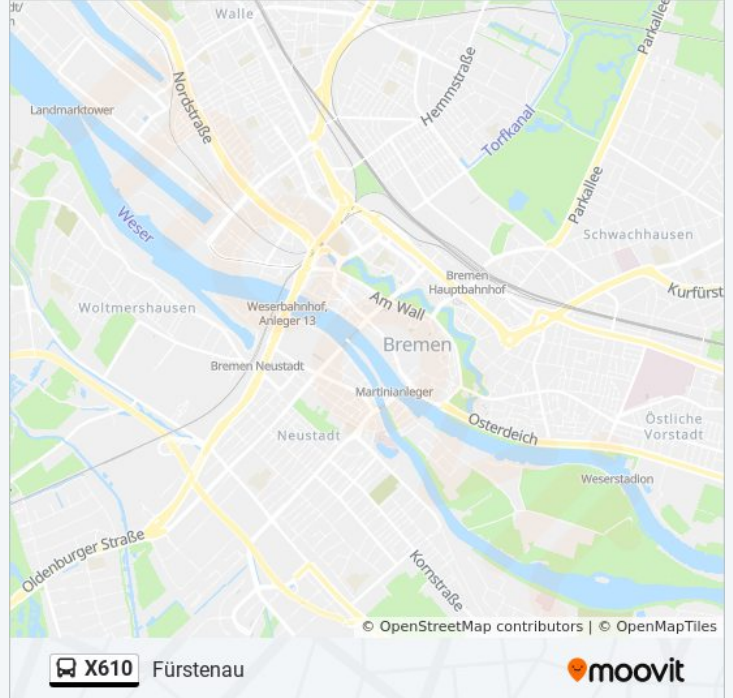 dt/
Walle
Parkallee
Hemmstraße
Nordstraße
Landmarktower
Torfkanal
Parkallee
Weser
Schwachhausen
Bremen
Hauptbahnhof
Kurfürst
Woltmershausen
Weserbahnhof,
Anleger 13
Am Wall
Bremen
Bremen Neustadt
Martinianleger
Neustadt
Osterdeich
Östliche
Vorstadt
Weserstadion
Oldenburger Straße
Kornstraße
© OpenStreetMap contributors | © OpenMapTiles
X610 Fürstenau
moovit